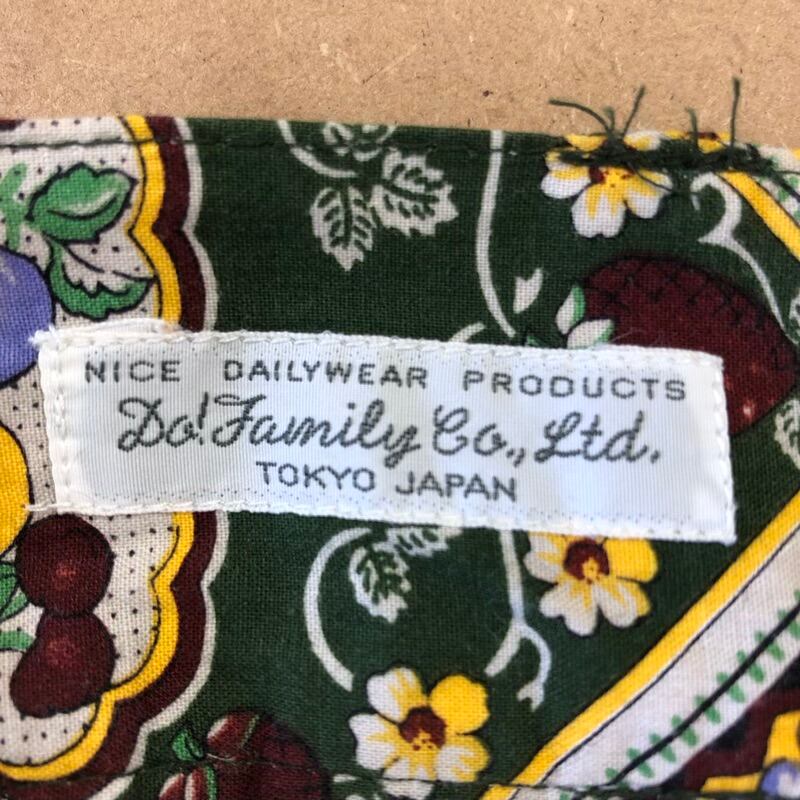 NICE DAILYWEAR PRODUCTS
Do! Family Co., Ltd.
TOKYO JAPAN